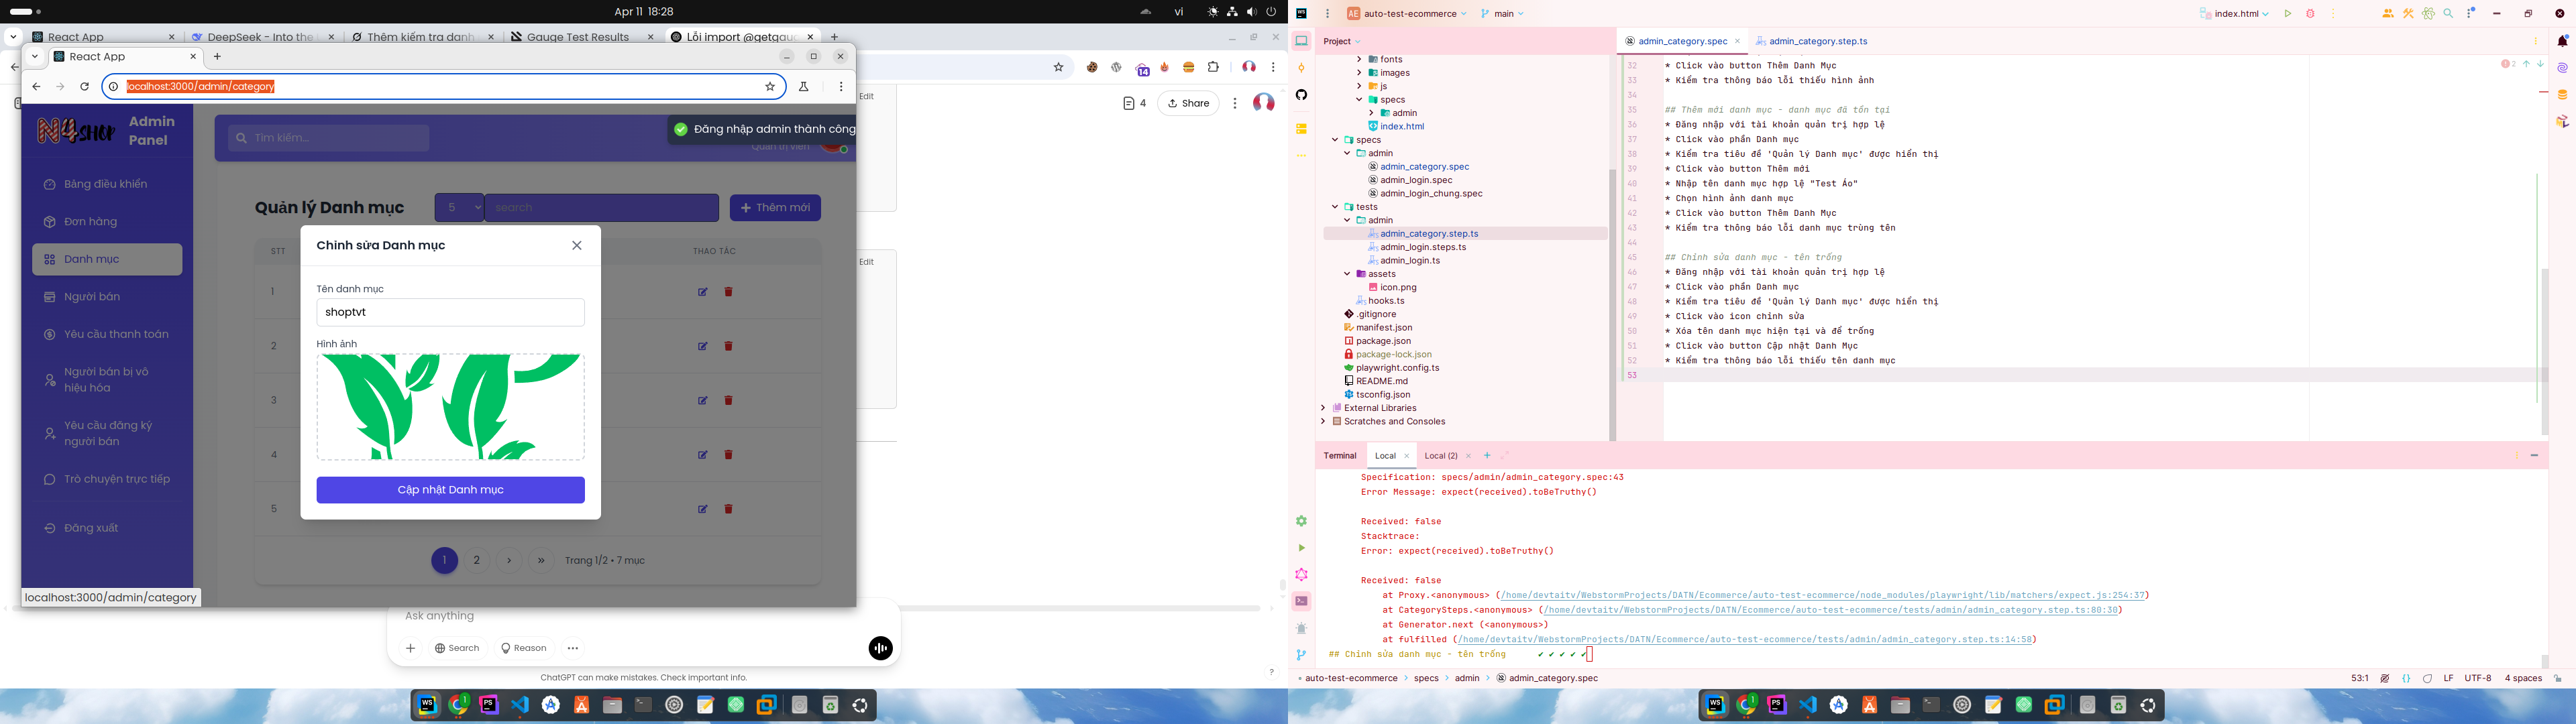 Apr 11 18:28
vi
React App
DeepSeek - Into the
Thêm kiểm tra danh
Gauge Test Results
Lỗi import @getgau
React App
localhost:3000/admin/category
14
Edit
4
Share
N4 SHOP
Admin Panel
Tìm kiếm...
Đăng nhập admin thành công
Quản trị viên
Bảng điều khiển
Đơn hàng
Danh mục
Người bán
Yêu cầu thanh toán
Người bán bị vô hiệu hóa
Yêu cầu đăng ký người bán
Trò chuyện trực tiếp
Đăng xuất
Quản lý Danh mục
5
search
Thêm mới
STT
THAO TÁC
1
2
3
4
5
Chỉnh sửa Danh mục
Tên danh mục
shoptvt
Hình ảnh
Cập nhật Danh mục
1 2 › » Trang 1/2 • 7 mục
localhost:3000/admin/category
Edit
Ask anything
Search
Reason
ChatGPT can make mistakes. Check important info.
?
WS
AE auto-test-ecommerce
main
index.html
Project
fonts
images
js
specs
admin
index.html
specs
admin
admin_category.spec
admin_login.spec
admin_login_chung.spec
tests
admin
admin_category.step.ts
admin_login.steps.ts
admin_login.ts
assets
icon.png
hooks.ts
.gitignore
manifest.json
package.json
package-lock.json
playwright.config.ts
README.md
tsconfig.json
External Libraries
Scratches and Consoles
admin_category.spec
admin_category.step.ts
2
32 * Click vào button Thêm Danh Mục
33 * Kiểm tra thông báo lỗi thiếu hình ảnh
34
35 ## Thêm mới danh mục - danh mục đã tồn tại
36 * Đăng nhập với tài khoản quản trị hợp lệ
37 * Click vào phần Danh mục
38 * Kiểm tra tiêu đề 'Quản lý Danh mục' được hiển thị
39 * Click vào button Thêm mới
40 * Nhập tên danh mục hợp lệ "Test Áo"
41 * Chọn hình ảnh danh mục
42 * Click vào button Thêm Danh Mục
43 * Kiểm tra thông báo lỗi danh mục trùng tên
44
45 ## Chỉnh sửa danh mục - tên trống
46 * Đăng nhập với tài khoản quản trị hợp lệ
47 * Click vào phần Danh mục
48 * Kiểm tra tiêu đề 'Quản lý Danh mục' được hiển thị
49 * Click vào icon chỉnh sửa
50 * Xóa tên danh mục hiện tại và để trống
51 * Click vào button Cập nhật Danh Mục
52 * Kiểm tra thông báo lỗi thiếu tên danh mục
53
Terminal
Local
Local (2)
Specification: specs/admin/admin_category.spec:43
Error Message: expect(received).toBeTruthy()
Received: false
Stacktrace:
Error: expect(received).toBeTruthy()
Received: false
at Proxy.<anonymous> (/home/devtaitv/WebstormProjects/DATN/Ecommerce/auto-test-ecommerce/node_modules/playwright/lib/matchers/expect.js:254:37)
at CategorySteps.<anonymous> (/home/devtaitv/WebstormProjects/DATN/Ecommerce/auto-test-ecommerce/tests/admin/admin_category.step.ts:80:30)
at Generator.next (<anonymous>)
at fulfilled (/home/devtaitv/WebstormProjects/DATN/Ecommerce/auto-test-ecommerce/tests/admin/admin_category.step.ts:14:58)
## Chỉnh sửa danh mục - tên trống ✔ ✔ ✔ ✔ ✔
auto-test-ecommerce > specs > admin > admin_category.spec
53:1
LF
UTF-8
4 spaces